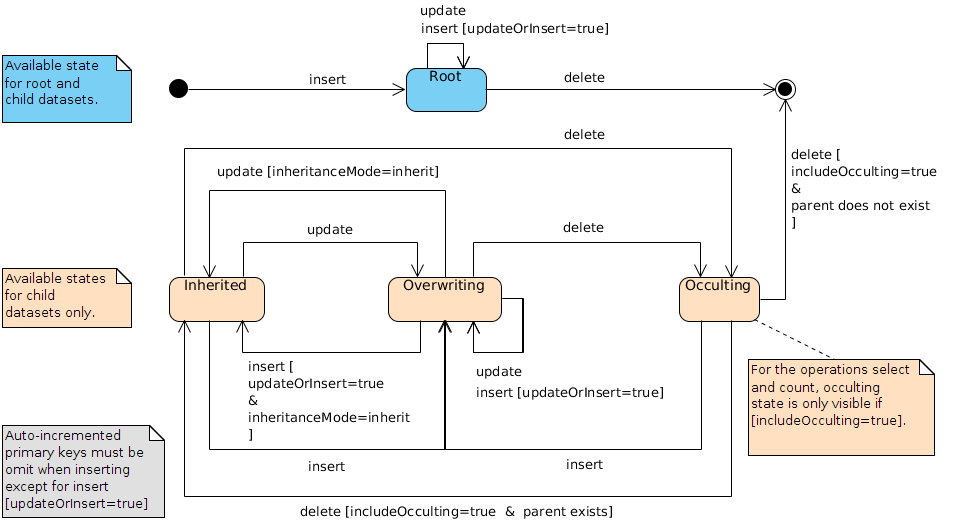 update
insert [updateOrInsert=true]
Available state
for root and
child datasets.
insert
Root
delete
delete
delete [
includeOcculting=true
&
parent does not exist
]
update [inheritanceMode=inherit]
update
delete
Available states
for child
datasets only.
Inherited
Overwriting
Occulting
insert [
updateOrInsert=true
&
inheritanceMode=inherit
]
update
insert [updateOrInsert=true]
For the operations select
and count, occulting
state is only visible if
[includeOcculting=true].
Auto-incremented
primary keys must be
omit when inserting
except for insert
[updateOrInsert=true]
insert
insert
delete [includeOcculting=true  &  parent exists]